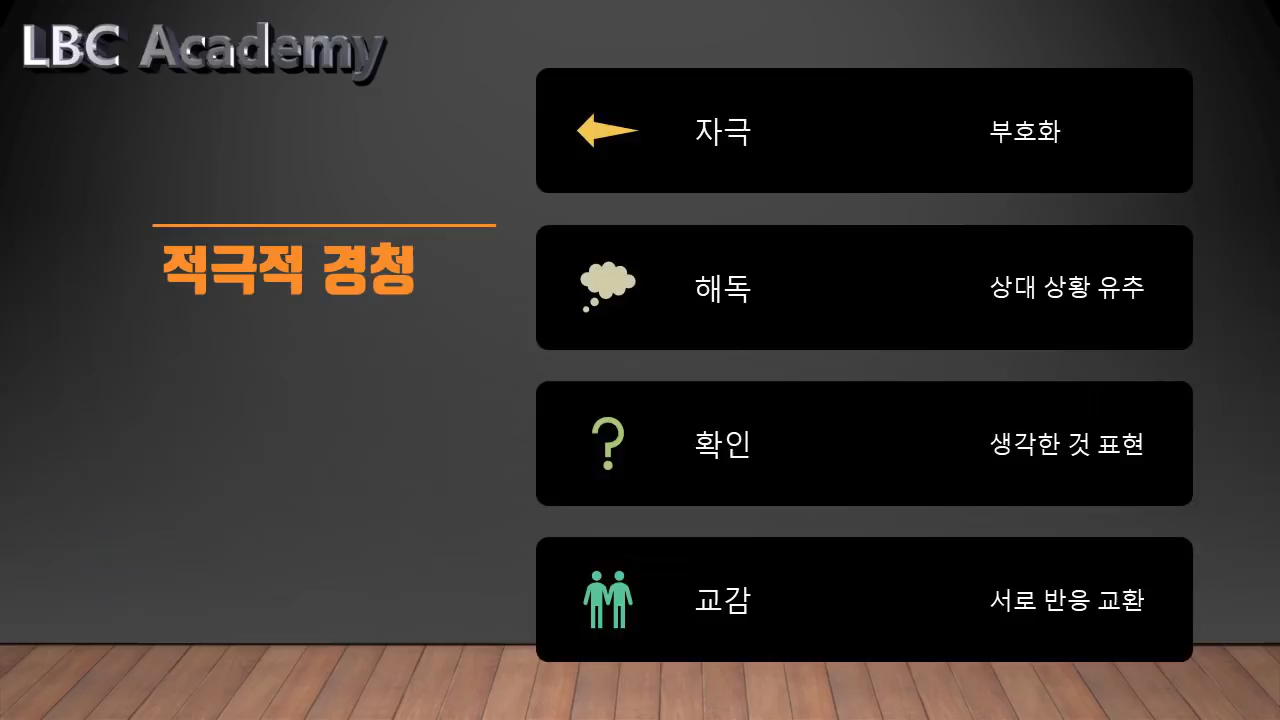 LBC Academy
적극적 경청
자극
부호화
해독
상대 상황 유추
확인
생각한 것 표현
교감
서로 반응 교환